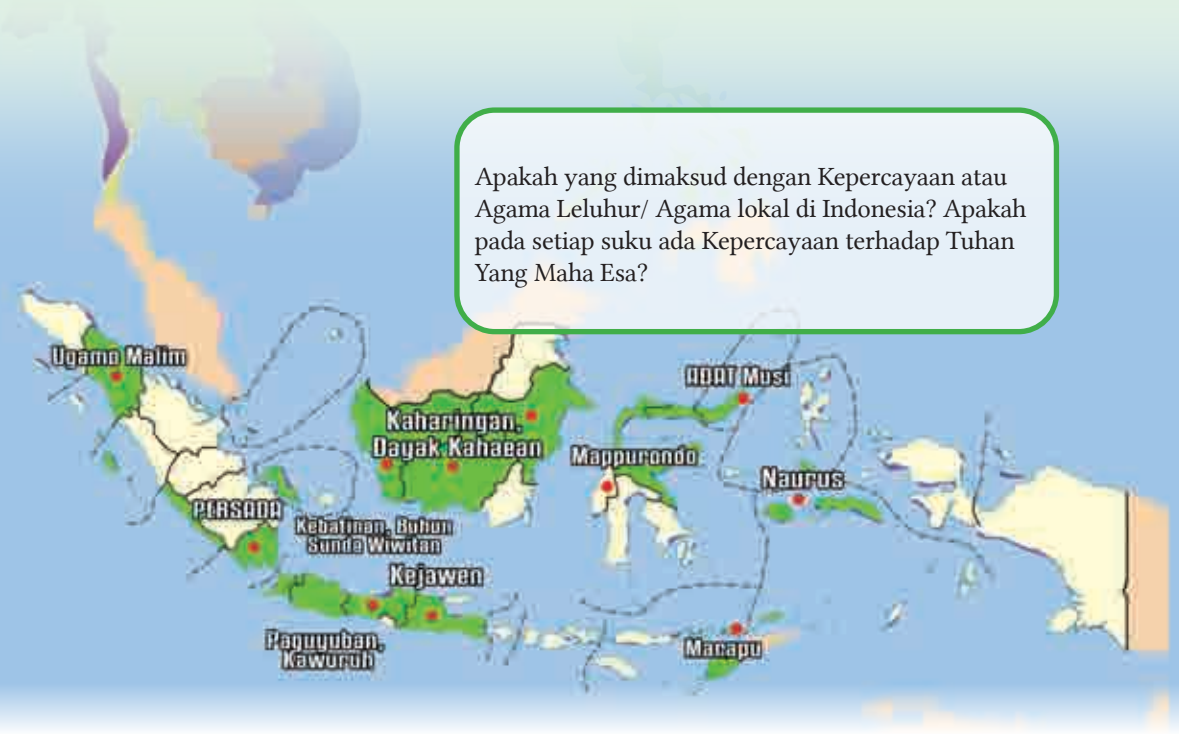 Apakah yang dimaksud dengan Kepercayaan atau
Agama Leluhur/ Agama lokal di Indonesia? Apakah
pada setiap suku ada Kepercayaan terhadap Tuhan
Yang Maha Esa?
Ugamo Malim
ADAT Musi
Kaharingan,
Dayak Kahaean
Mappurondo
Naurus
PERSADA
Kebatinan, Buhun
Sunda Wiwitan
Kejawen
Paguyuban,
Kawuruh
Marapu